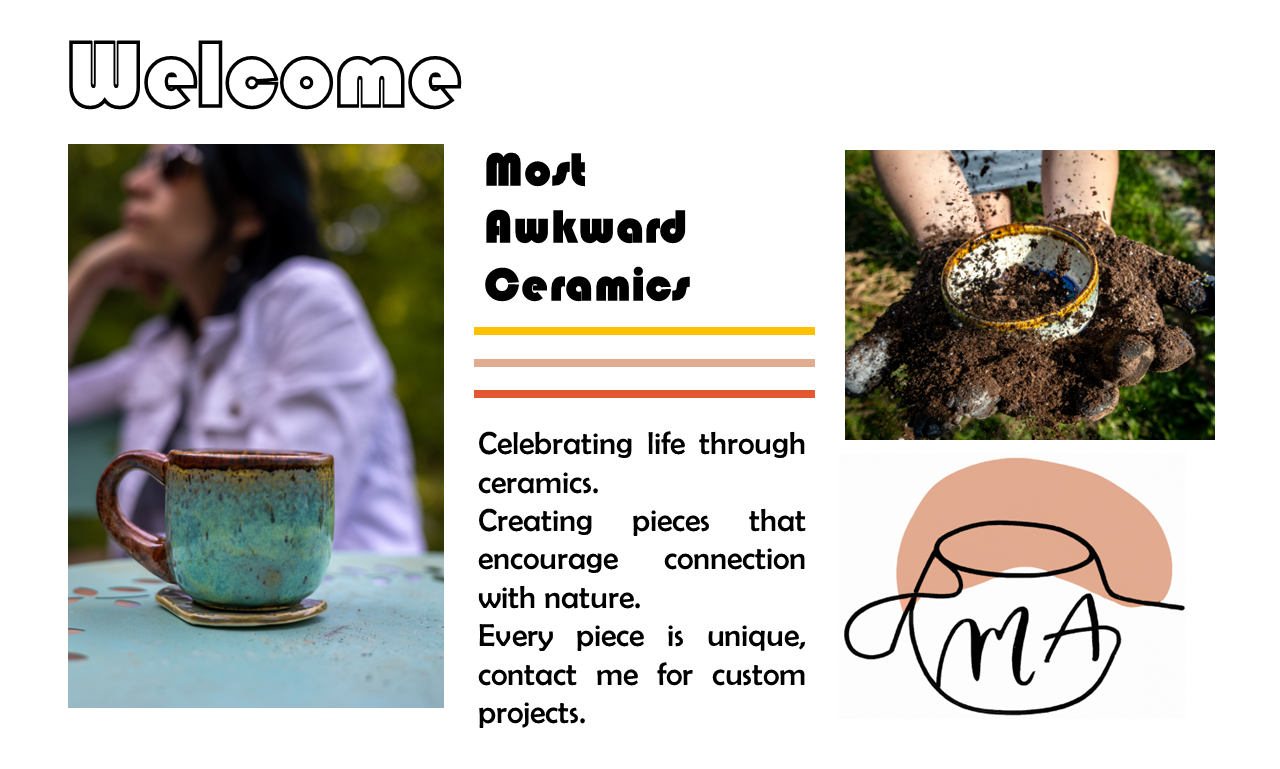 Welcome
Most
Awkward
Ceramics
Celebrating life through
ceramics.
Creating pieces that
encourage connection
with nature.
Every piece is unique,
contact me for custom
projects.
MA